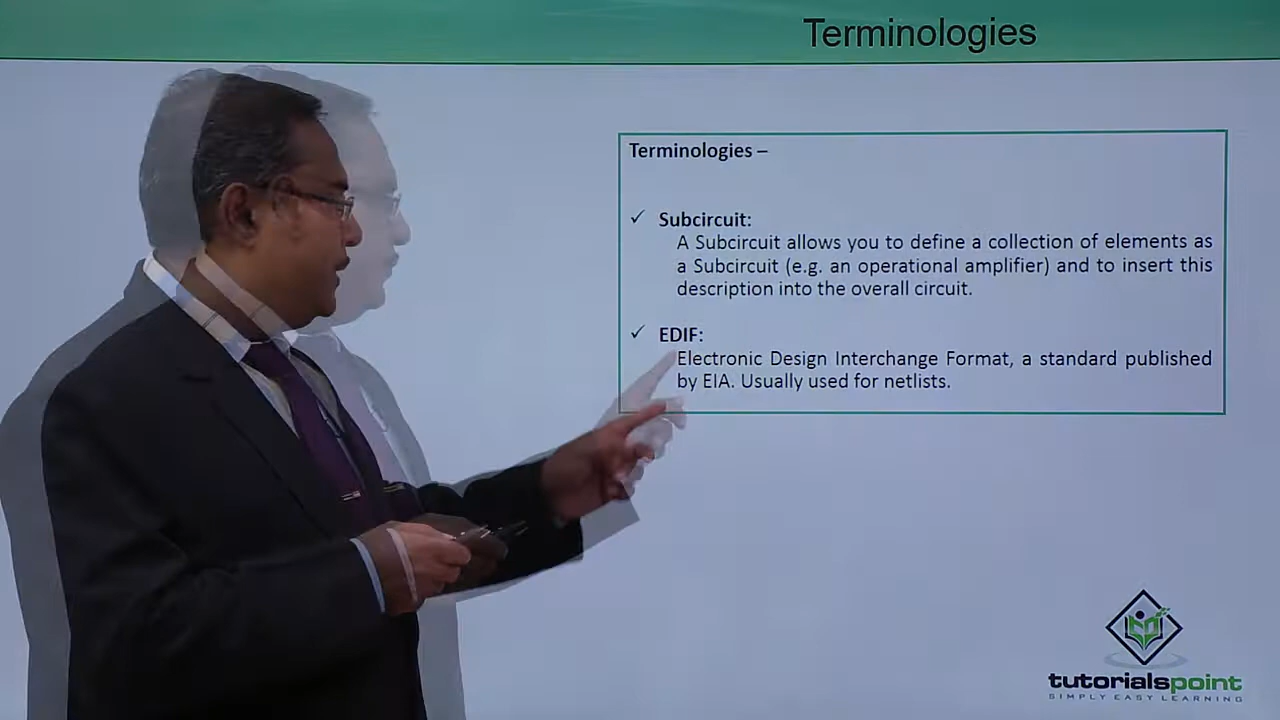 Terminologies
Terminologies –
✓ Subcircuit:
A Subcircuit allows you to define a collection of elements as
a Subcircuit (e.g. an operational amplifier) and to insert this
description into the overall circuit.
✓ EDIF:
Electronic Design Interchange Format, a standard published
by EIA. Usually used for netlists.
tutorialspoint
SIMPLY EASY LEARNING